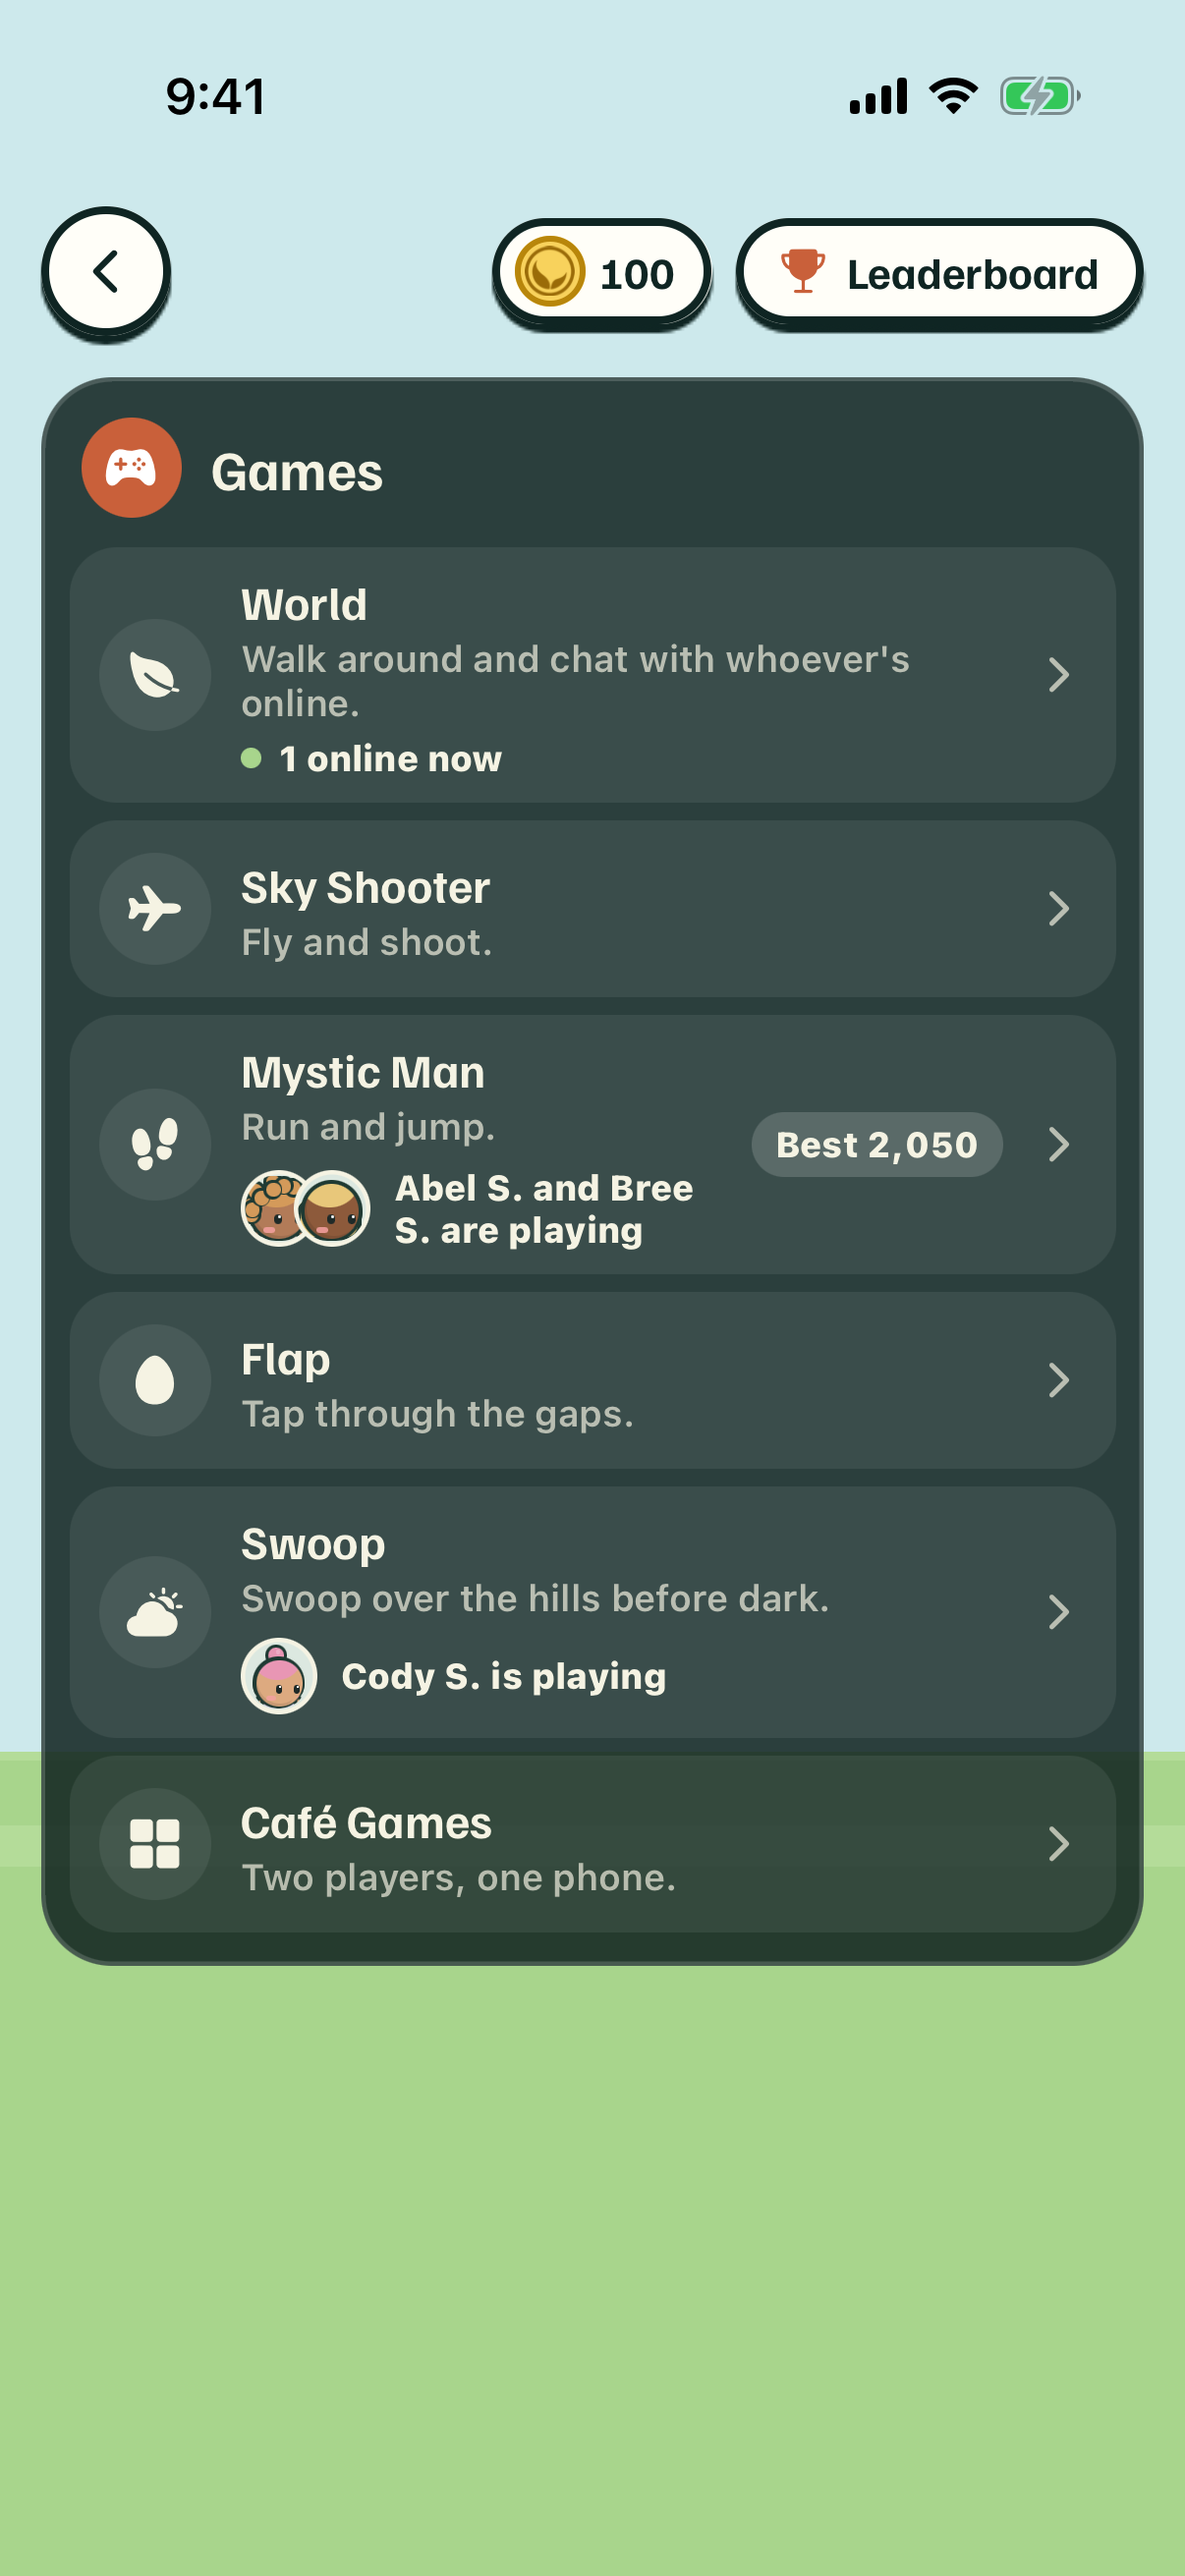 9:41
100
Leaderboard
Games
World
Walk around and chat with whoever's
online.
1 online now
Sky Shooter
Fly and shoot.
Mystic Man
Run and jump.
Best 2,050
Abel S. and Bree
S. are playing
Flap
Tap through the gaps.
Swoop
Swoop over the hills before dark.
Cody S. is playing
Café Games
Two players, one phone.